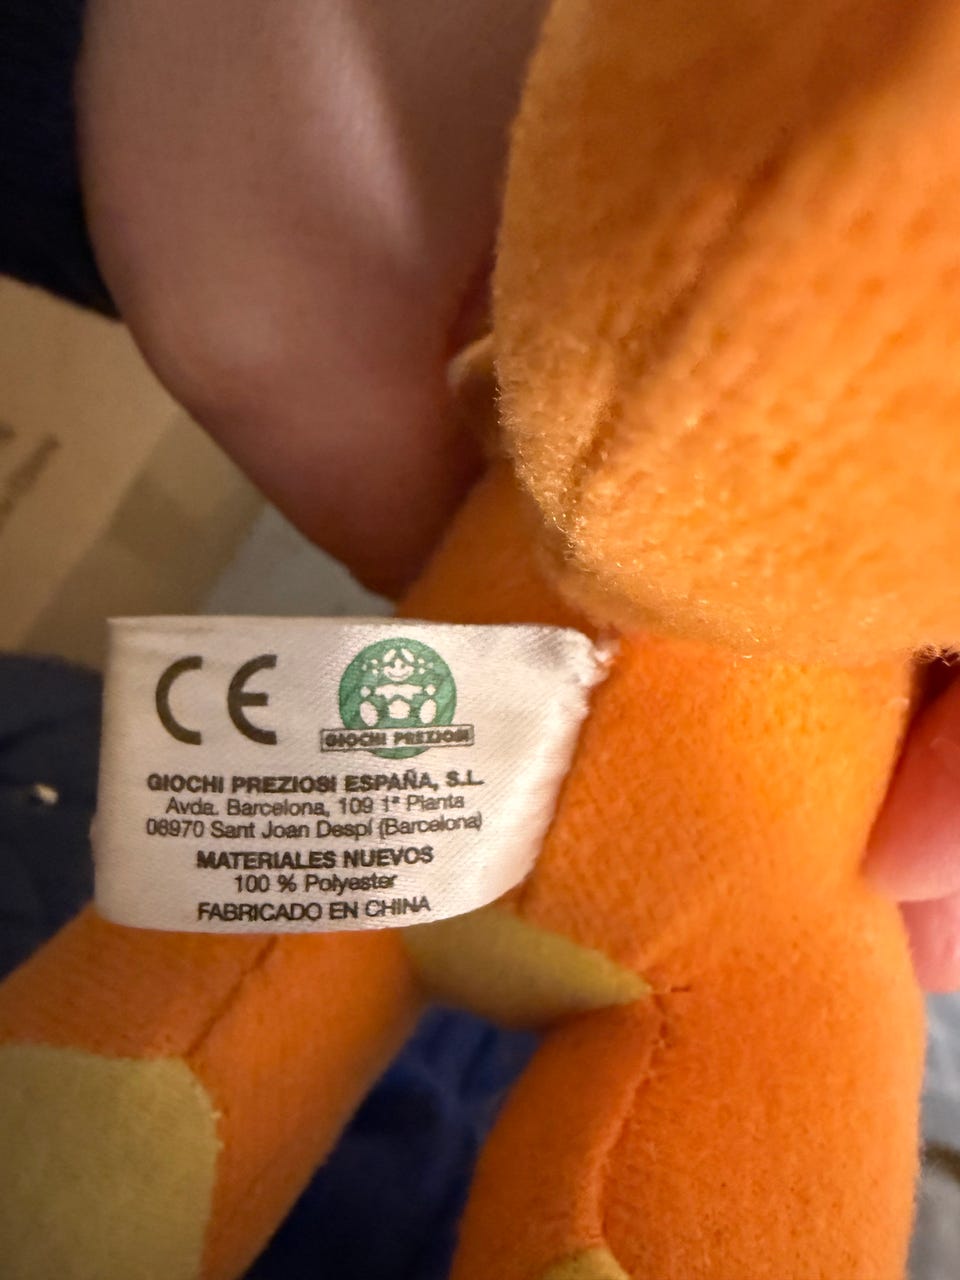 CE
GIOCHI PREZIOSI
GIOCHI PREZIOSI ESPAÑA, S.L.
Avda. Barcelona, 109 1ª Planta
08970 Sant Joan Despí (Barcelona)
MATERIALES NUEVOS
100 % Polyester
FABRICADO EN CHINA